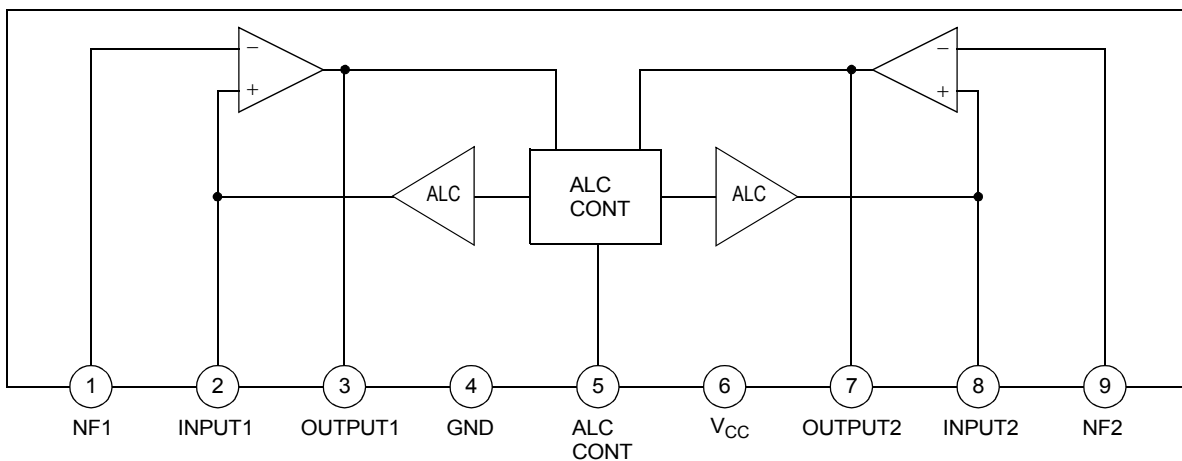 −
+
−
+
ALC
ALC
CONT
ALC
1
2
3
4
5
6
7
8
9
NF1
INPUT1
OUTPUT1
GND
ALC
CONT
VCC
OUTPUT2
INPUT2
NF2